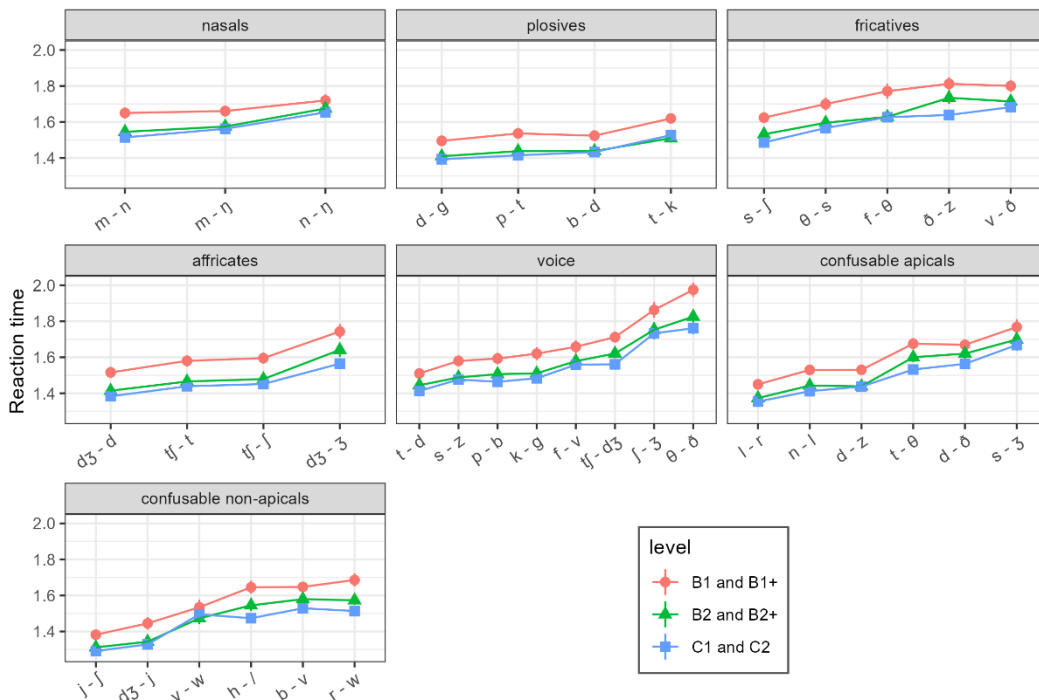 nasals
plosives
fricatives
2.0
1.8
1.6
1.4
m - n
m - ŋ
n - ŋ
d - g
p - t
b - d
t - k
s - ʃ
θ - s
f - θ
ð - z
v - ð
affricates
voice
confusable apicals
Reaction time
2.0
1.8
1.6
1.4
dʒ - d
tʃ - t
tʃ - ʃ
dʒ - ʒ
t - d
s - z
p - b
k - g
f - v
tʃ - dʒ
ʃ - ʒ
θ - ð
l - r
n - l
d - z
t - θ
d - ð
s - ʒ
confusable non-apicals
2.0
1.8
1.6
1.4
j - ʃ
dʒ - j
v - w
h - /
b - v
r - w
level
B1 and B1+
B2 and B2+
C1 and C2